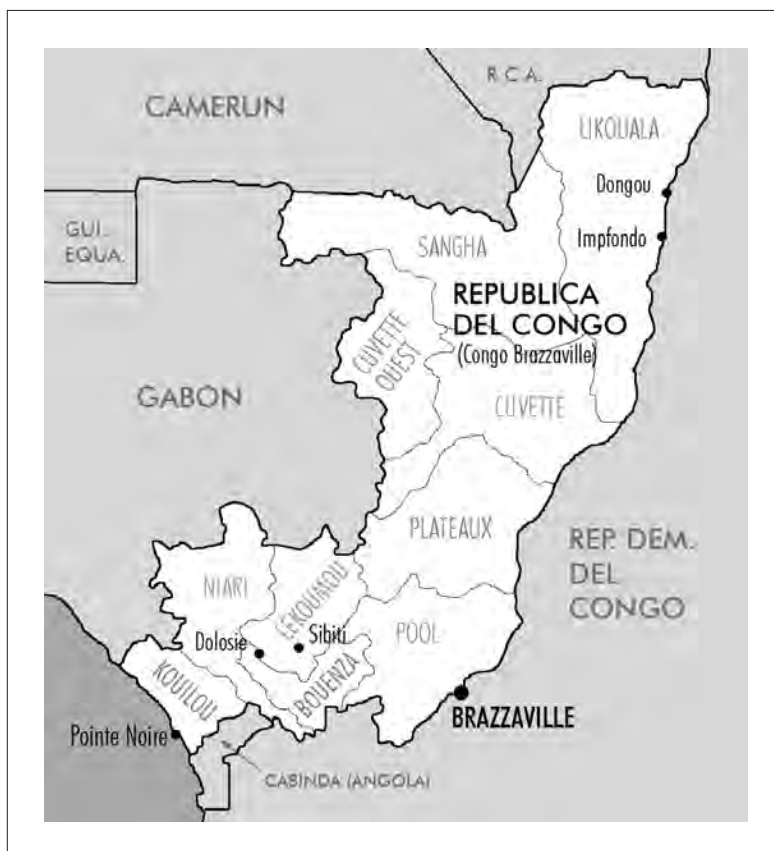 R.C.A.
CAMERUN
LIKOUALA
Dongou
GUI.
EQUA.
Impfondo
SANGHA
REPUBLICA
DEL CONGO
(Congo Brazzaville)
CUVETTE
OUEST
GABON
CUVETTE
PLATEAUX
REP. DEM.
DEL
CONGO
NIARI
LÉKOUMOU
Dolosie
Sibiti
POOL
KOUILOU
BOUENZA
BRAZZAVILLE
Pointe Noire
CABINDA (ANGOLA)